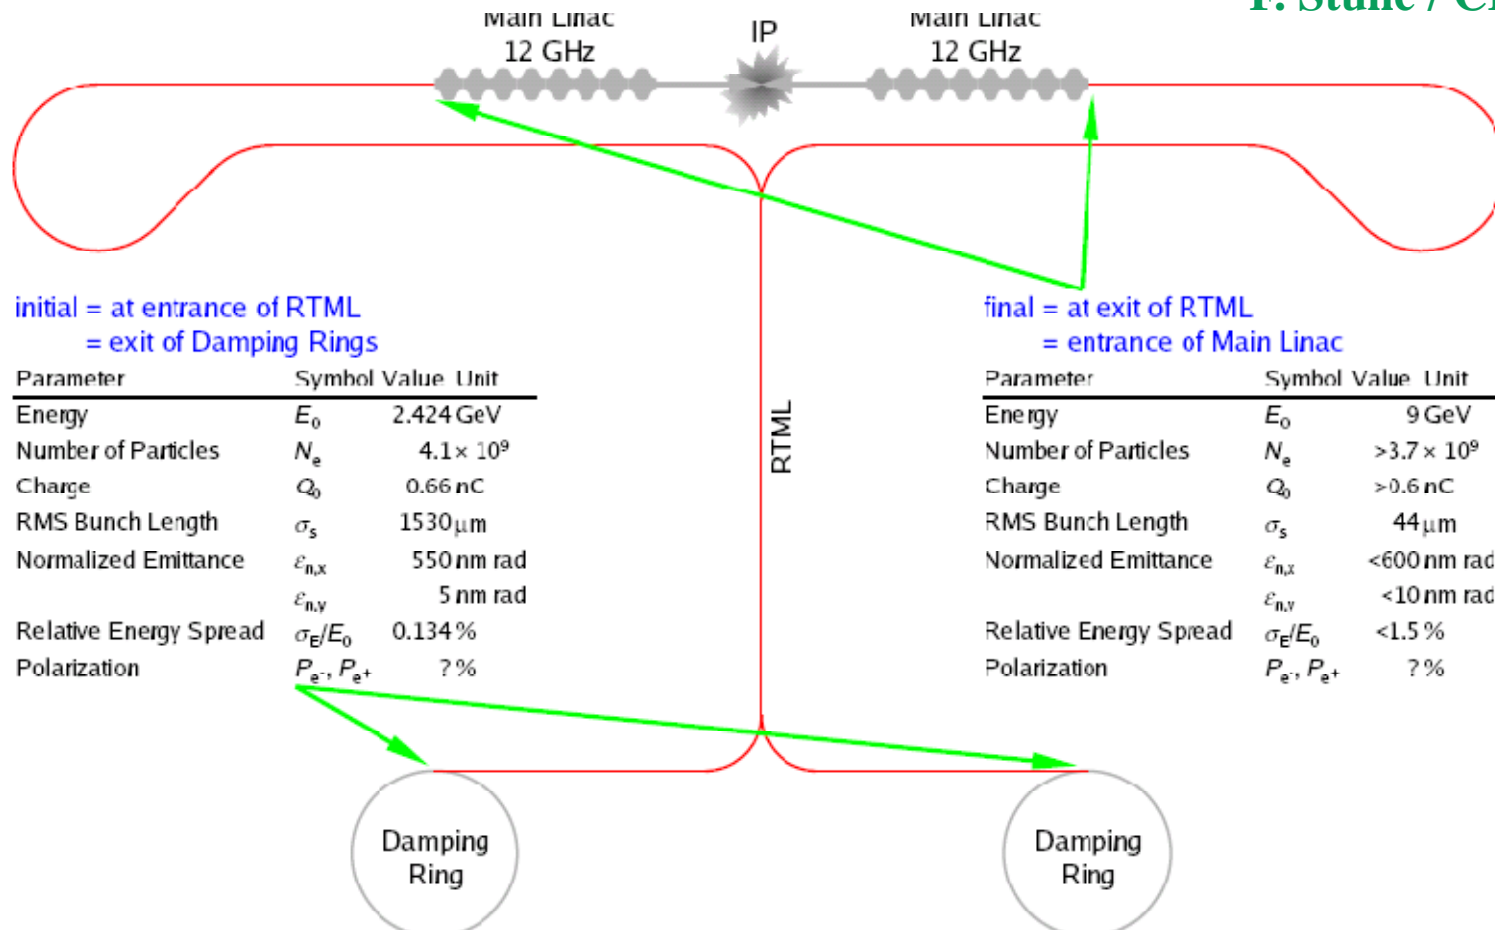 Main Linac
12 GHz
IP
Main Linac
12 GHz
initial = at entrance of RTML
= exit of Damping Rings
Parameter Symbol Value Unit
Energy E₀ 2.424 GeV
Number of Particles Nₑ 4.1 × 10⁹
Charge Q₀ 0.66 nC
RMS Bunch Length σₛ 1530 μm
Normalized Emittance εn,x 550 nm rad
εn,y 5 nm rad
Relative Energy Spread σE/E₀ 0.134 %
Polarization Pe-, Pe+ ? %
RTML
final = at exit of RTML
= entrance of Main Linac
Parameter Symbol Value Unit
Energy E₀ 9 GeV
Number of Particles Nₑ >3.7 × 10⁹
Charge Q₀ >0.6 nC
RMS Bunch Length σₛ 44 μm
Normalized Emittance εn,x <600 nm rad
εn,y <10 nm rad
Relative Energy Spread σE/E₀ <1.5 %
Polarization Pe-, Pe+ ? %
Damping
Ring
Damping
Ring